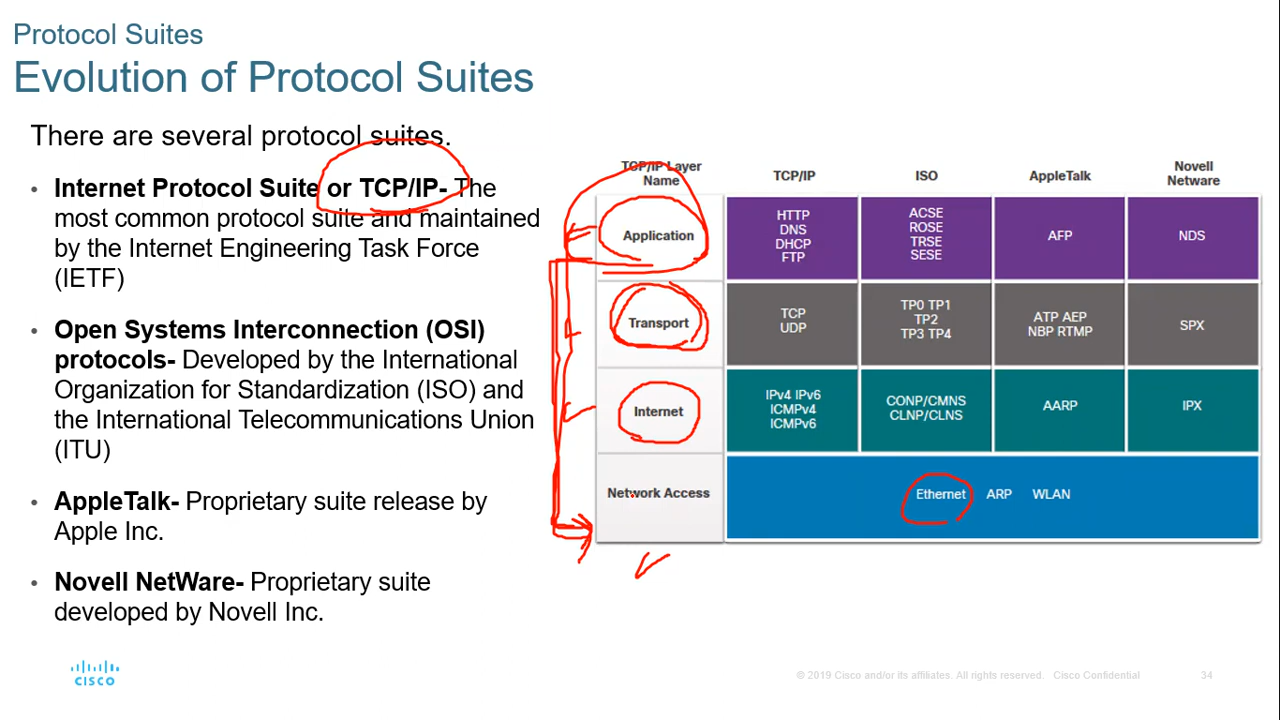 Protocol Suites
Evolution of Protocol Suites
There are several protocol suites.
• Internet Protocol Suite or TCP/IP- The
most common protocol suite and maintained
by the Internet Engineering Task Force
(IETF)
• Open Systems Interconnection (OSI)
protocols- Developed by the International
Organization for Standardization (ISO) and
the International Telecommunications Union
(ITU)
• AppleTalk- Proprietary suite release by
Apple Inc.
• Novell NetWare- Proprietary suite
developed by Novell Inc.
TCP/IP Layer
Name
TCP/IP
ISO
AppleTalk
Novell
Netware
Application
HTTP
DNS
DHCP
FTP
ACSE
ROSE
TRSE
SESE
AFP
NDS
Transport
TCP
UDP
TP0 TP1
TP2
TP3 TP4
ATP AEP
NBP RTMP
SPX
Internet
IPv4 IPv6
ICMPv4
ICMPv6
CONP/CMNS
CLNP/CLNS
AARP
IPX
Network Access
Ethernet ARP WLAN
CISCO
© 2019 Cisco and/or its affiliates. All rights reserved. Cisco Confidential
34